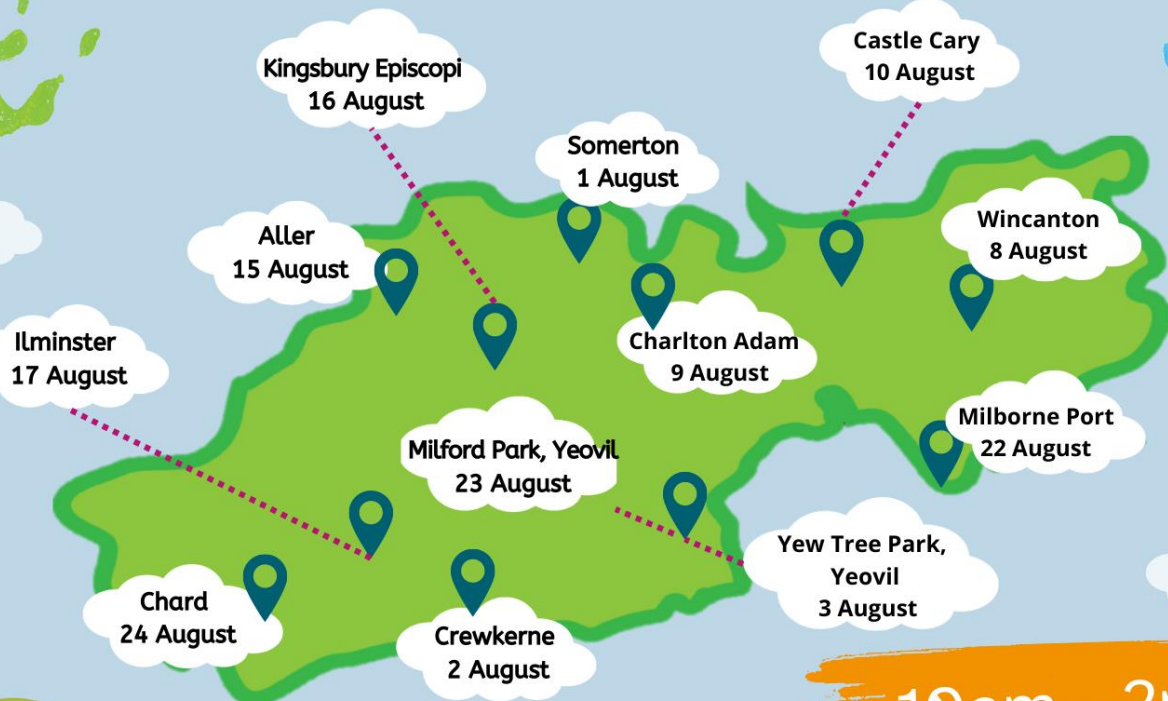 Castle Cary
10 August
Kingsbury Episcopi
16 August
Somerton
1 August
Wincanton
8 August
Aller
15 August
Ilminster
17 August
Charlton Adam
9 August
Milborne Port
22 August
Milford Park, Yeovil
23 August
Yew Tree Park,
Yeovil
3 August
Chard
24 August
Crewkerne
2 August